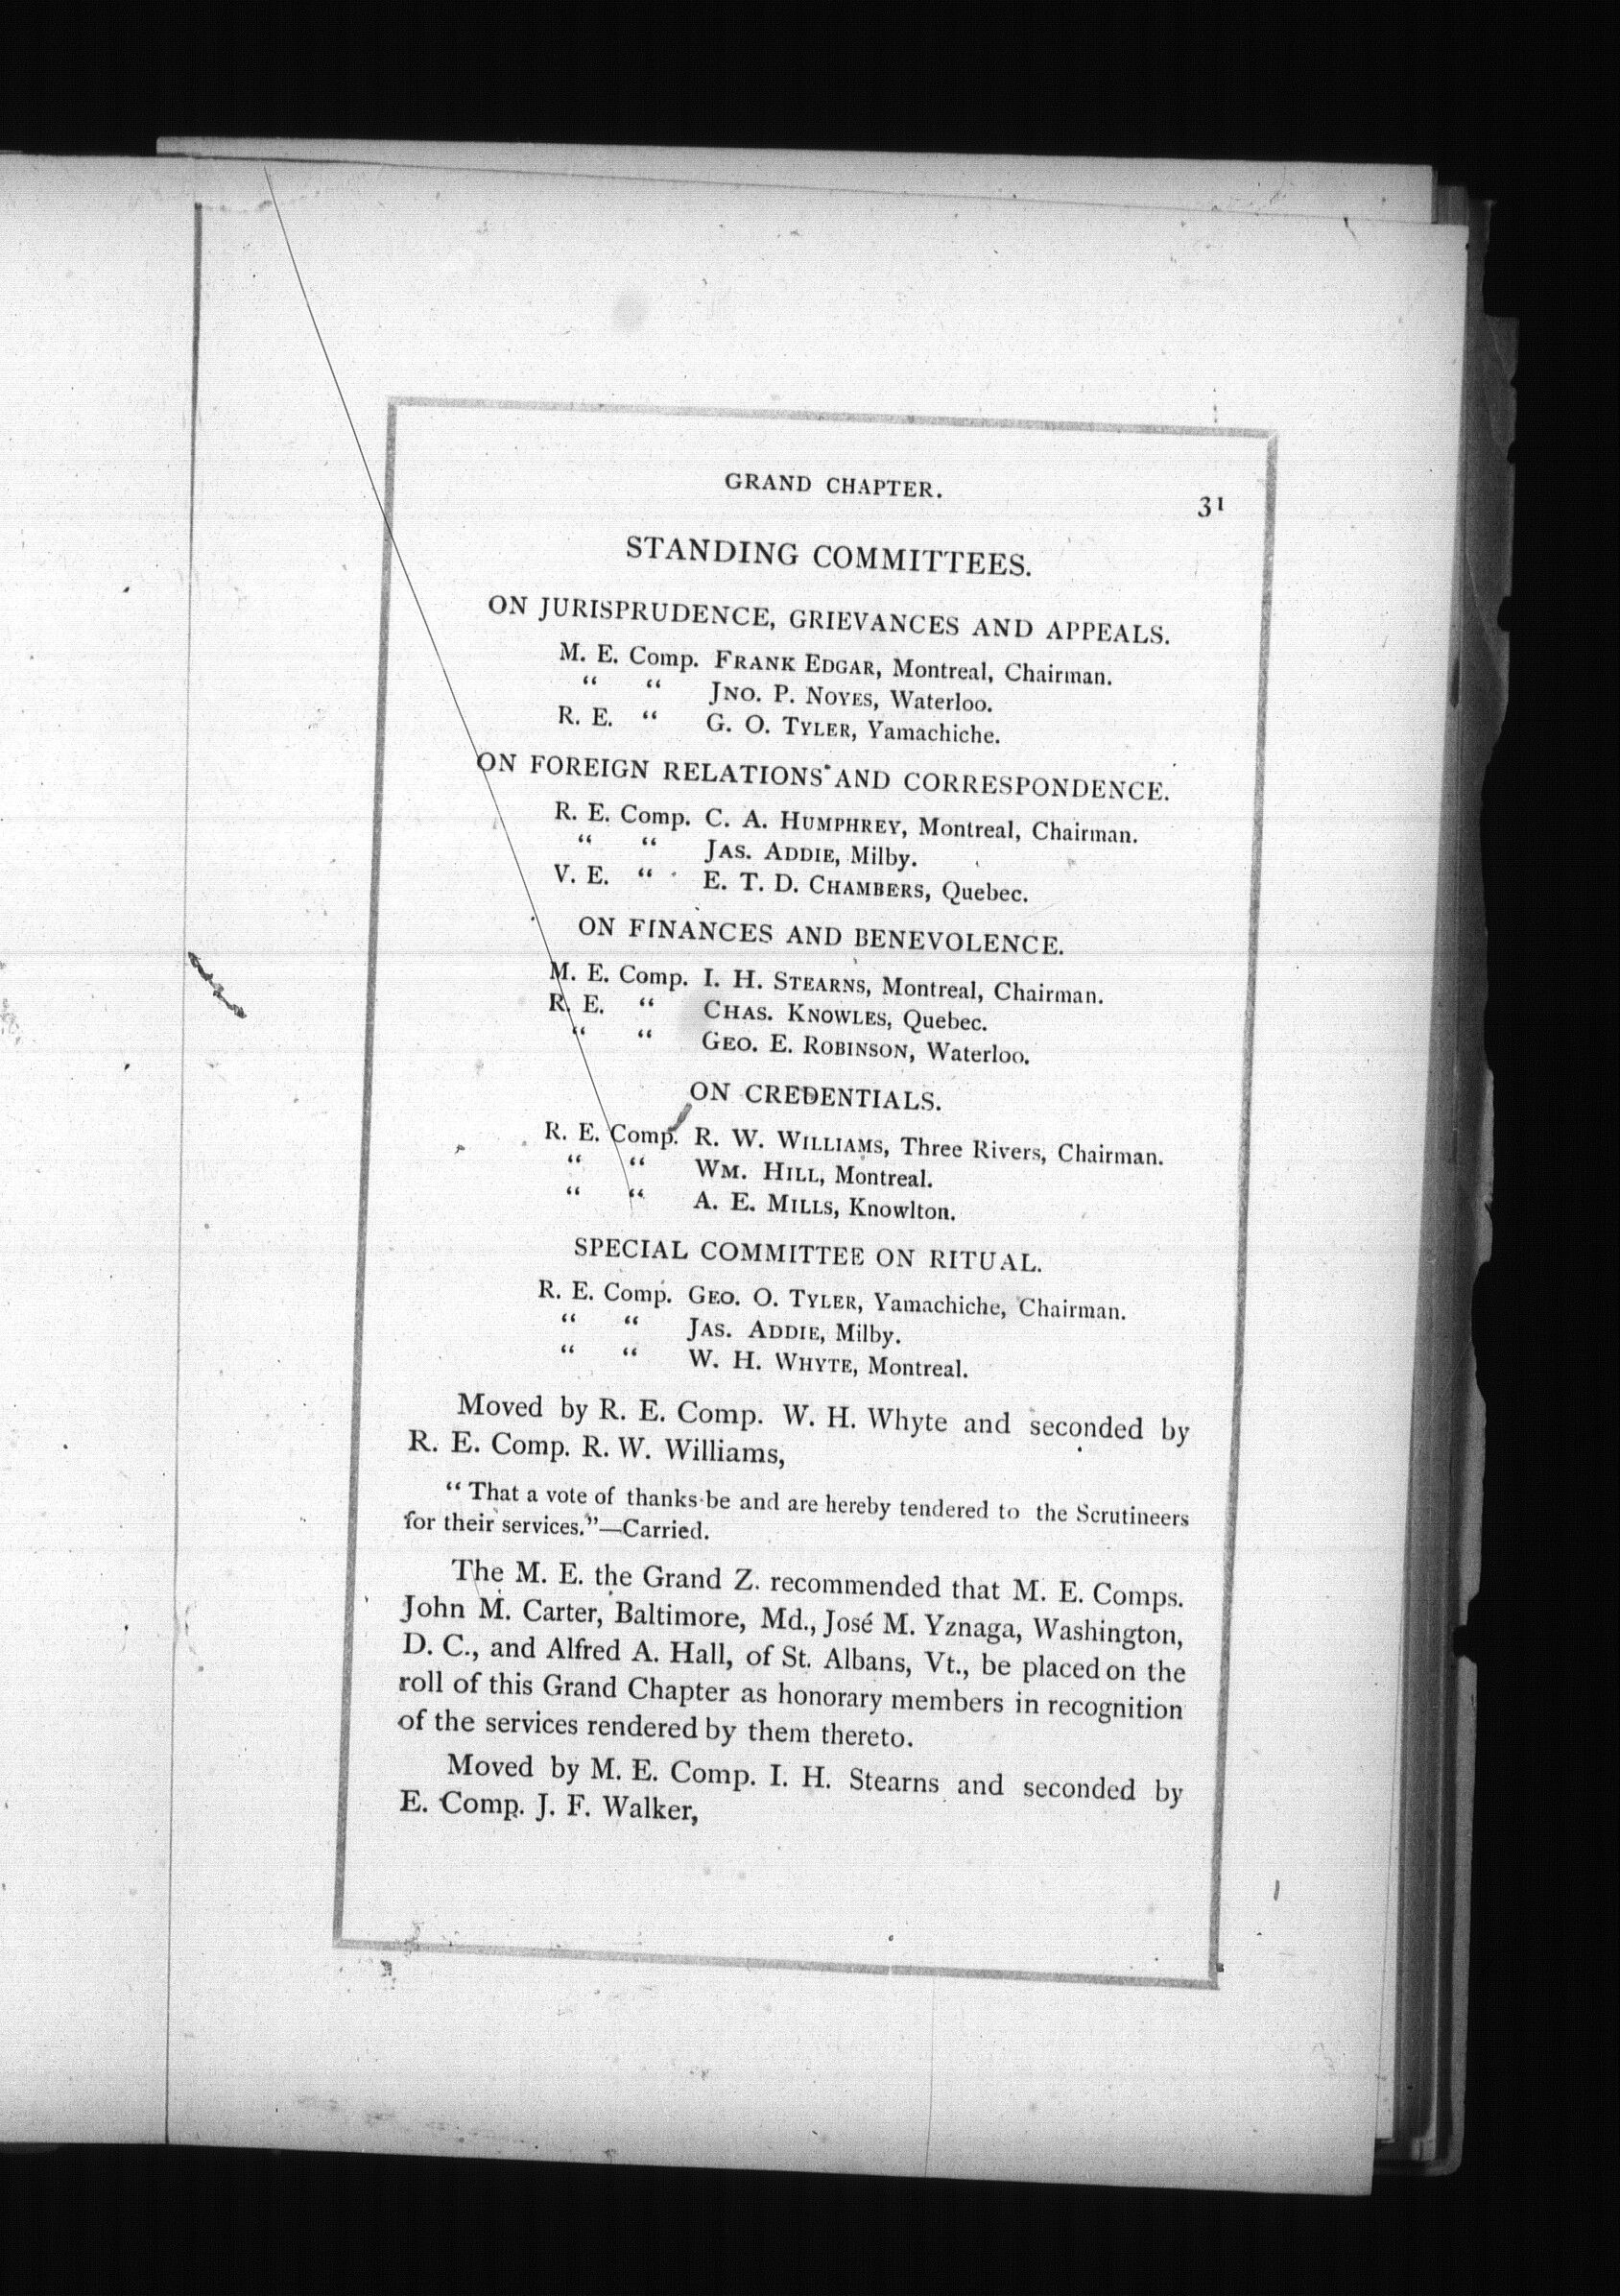 GRAND CHAPTER.
31
STANDING COMMITTEES.
ON JURISPRUDENCE, GRIEVANCES AND APPEALS.
M. E. Comp. FRANK EDGAR, Montreal, Chairman.
“ “ JNO. P. NOYES, Waterloo.
R. E. “ G. O. TYLER, Yamachiche.
ON FOREIGN RELATIONS AND CORRESPONDENCE.
R. E. Comp. C. A. HUMPHREY, Montreal, Chairman.
“ “ JAS. ADDIE, Milby.
V. E. “ E. T. D. CHAMBERS, Quebec.
ON FINANCES AND BENEVOLENCE.
M. E. Comp. I. H. STEARNS, Montreal, Chairman.
R. E. “ CHAS. KNOWLES, Quebec.
“ “ GEO. E. ROBINSON, Waterloo.
ON CREDENTIALS.
R. E. Comp. R. W. WILLIAMS, Three Rivers, Chairman.
“ “ WM. HILL, Montreal.
“ “ A. E. MILLS, Knowlton.
SPECIAL COMMITTEE ON RITUAL.
R. E. Comp. GEO. O. TYLER, Yamachiche, Chairman.
“ “ JAS. ADDIE, Milby.
“ “ W. H. WHYTE, Montreal.
Moved by R. E. Comp. W. H. Whyte and seconded by
R. E. Comp. R. W. Williams,
“ That a vote of thanks be and are hereby tendered to the Scrutineers
for their services.”—Carried.
The M. E. the Grand Z. recommended that M. E. Comps.
John M. Carter, Baltimore, Md., José M. Yznaga, Washington,
D. C., and Alfred A. Hall, of St. Albans, Vt., be placed on the
roll of this Grand Chapter as honorary members in recognition
of the services rendered by them thereto.
Moved by M. E. Comp. I. H. Stearns and seconded by
E. Comp. J. F. Walker,